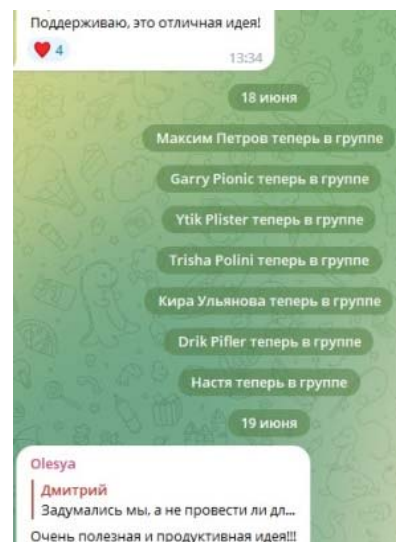 Поддерживаю, это отличная идея!
❤ 4
13:34
18 июня
Максим Петров теперь в группе
Garry Pionic теперь в группе
Ytik Plister теперь в группе
Trisha Polini теперь в группе
Кира Ульянова теперь в группе
Drik Pifler теперь в группе
Настя теперь в группе
19 июня
Olesya
Дмитрий
Задумались мы, а не провести ли дл...
Очень полезная и продуктивная идея!!!